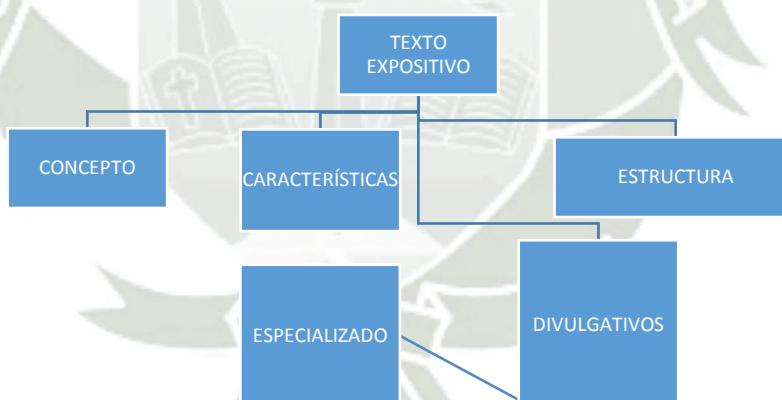 TEXTO
EXPOSITIVO
CONCEPTO
CARACTERÍSTICAS
ESTRUCTURA
ESPECIALIZADO
DIVULGATIVOS